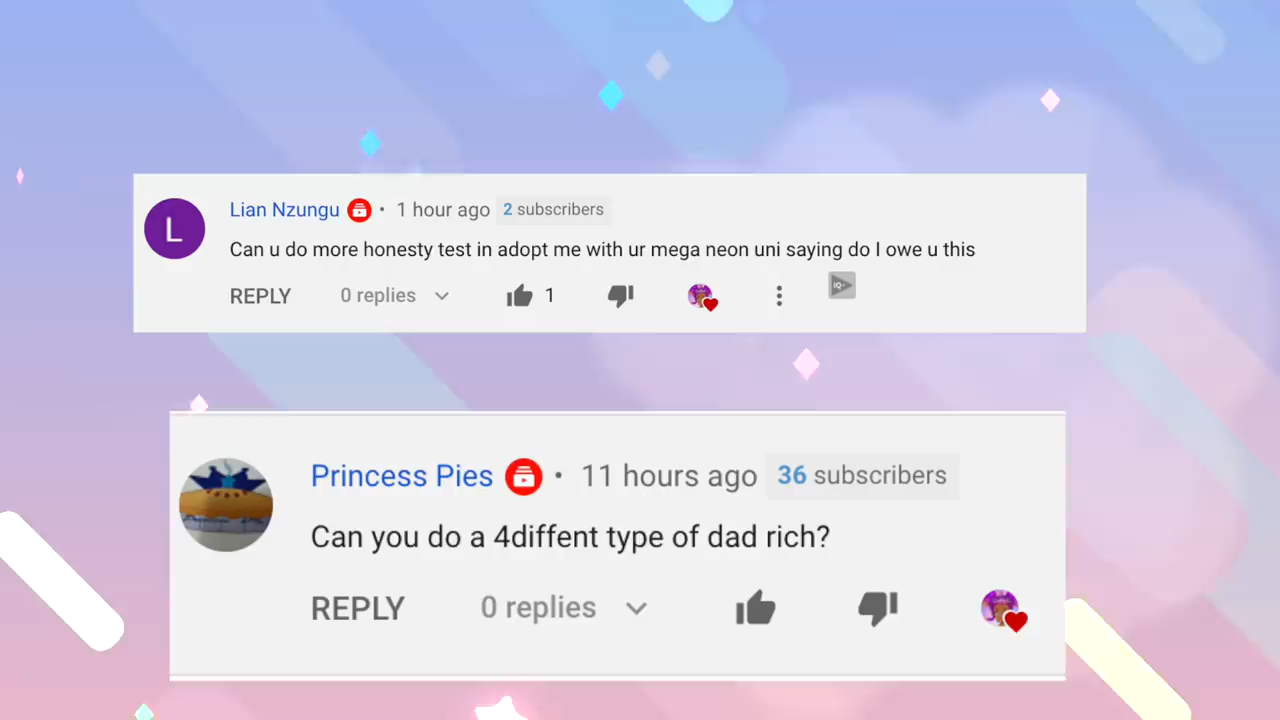 L
Lian Nzungu • 1 hour ago 2 subscribers
Can u do more honesty test in adopt me with ur mega neon uni saying do I owe u this
REPLY 0 replies 1 IQ+
Princess Pies • 11 hours ago 36 subscribers
Can you do a 4diffent type of dad rich?
REPLY 0 replies